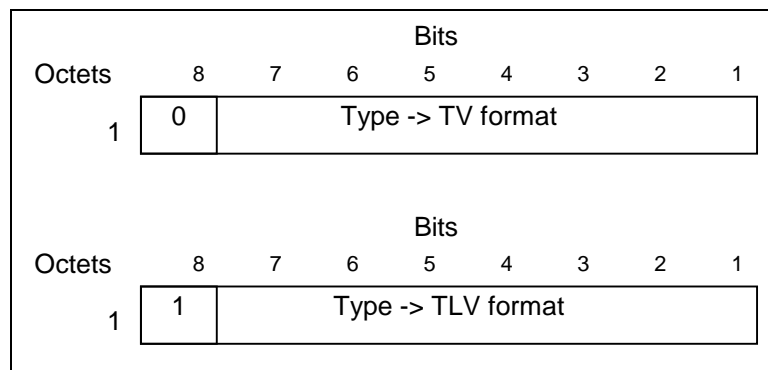 Bits
Octets 8 7 6 5 4 3 2 1
1 0 Type -> TV format
Bits
Octets 8 7 6 5 4 3 2 1
1 1 Type -> TLV format